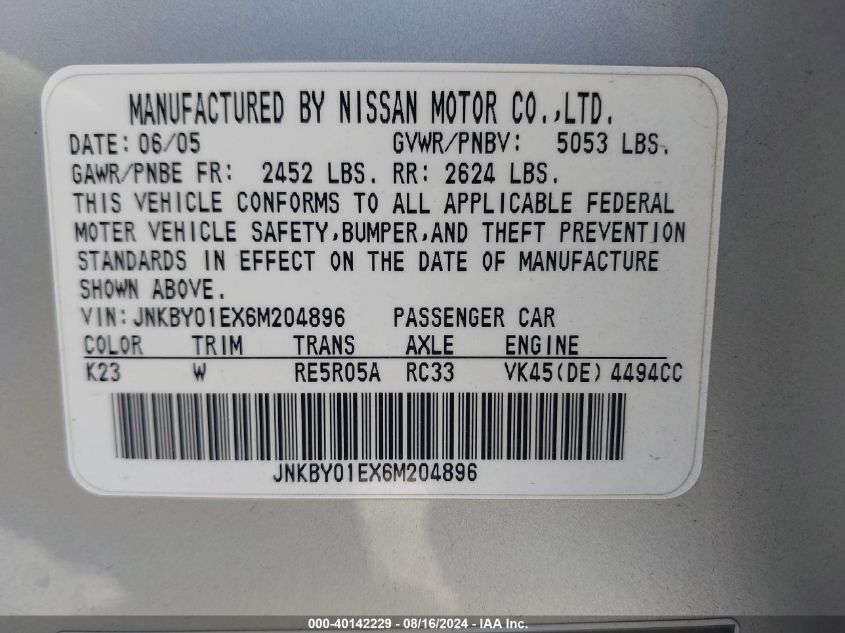 MANUFACTURED BY NISSAN MOTOR CO.,LTD.
DATE: 06/05 GVWR/PNBV: 5053 LBS.
GAWR/PNBE FR: 2452 LBS. RR: 2624 LBS.
THIS VEHICLE CONFORMS TO ALL APPLICABLE FEDERAL
MOTER VEHICLE SAFETY,BUMPER,AND THEFT PREVENTION
STANDARDS IN EFFECT ON THE DATE OF MANUFACTURE
SHOWN ABOVE.
VIN:JNKBY01EX6M204896 PASSENGER CAR
COLOR TRIM TRANS AXLE ENGINE
K23 W RE5R05A RC33 VK45(DE) 4494CC
JNKBY01EX6M204896
000-40142229 - 08/16/2024 - IAA Inc.